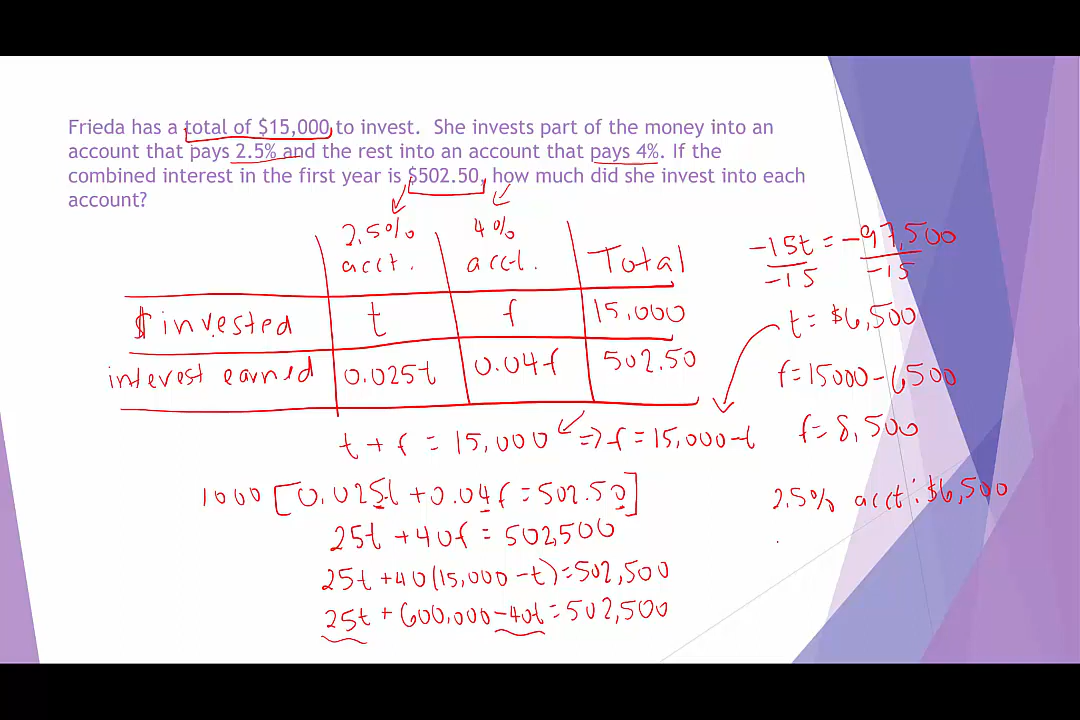 Frieda has a total of $15,000 to invest. She invests part of the money into an
account that pays 2.5% and the rest into an account that pays 4%. If the
combined interest in the first year is $502.50, how much did she invest into each
account?
2.5% acct. 4% acct. Total
$ invested t f 15,000
interest earned 0.025t 0.04f 502.50
t + f = 15,000 => f = 15,000-t
1000 [0.025t + 0.04f = 502.50]
25t + 40f = 502,500
25t + 40(15,000 - t) = 502,500
25t + 600,000 - 40t = 502,500
-15t = -97,500
-15 -15
t = $6,500
f = 15000 - 6500
f = 8,500
2.5% acct: $6,500